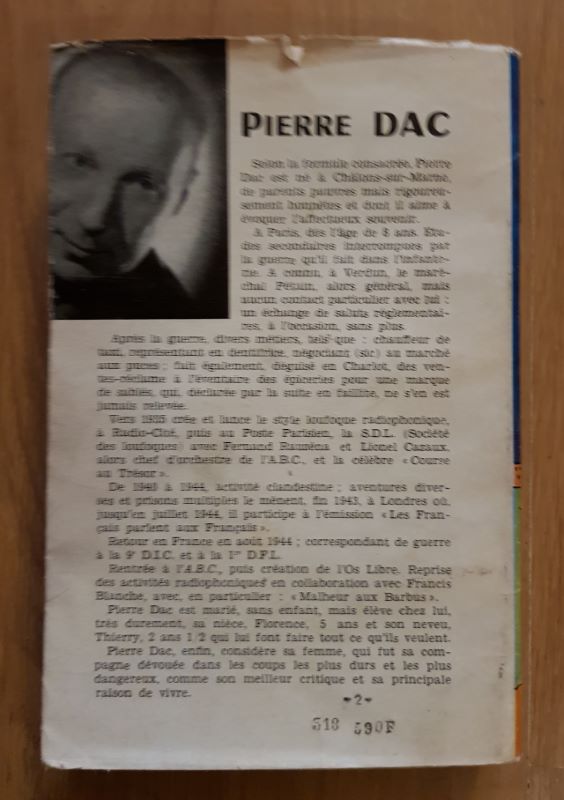 PIERRE DAC
Selon la formule consacrée, Pierre
Dac est né à Châlons-sur-Marne,
de parents pauvres mais rigoureu-
sement honnêtes et dont il aime à
évoquer l'affectueux souvenir.
A Paris, dès l'âge de 3 ans. Etu-
des secondaires interrompues par
la guerre qu'il fait dans l'infante-
rie. A connu, à Verdun, le maré-
chal Pétain, alors général, mais
aucun contact particulier avec lui :
un échange de saluts réglementai-
res, à l'occasion, sans plus.
Après la guerre, divers métiers, tels que : chauffeur de
taxi, représentant en dentifrice, négociant (sic) au marché
aux puces ; fait également, déguisé en Charlot, des ven-
tes-réclame à l'éventaire des épiceries pour une marque
de sablés, qui, déclarée par la suite en faillite, ne s'en est
jamais relevée.
Vers 1935 crée et lance le style loufoque radiophonique,
à Radio-Cité, puis au Poste Parisien, la S.D.L. (Société
des loufoques) avec Fernand Rauzéna et Lionel Cazaux,
alors chef d'orchestre de l'A.B.C., et la célèbre « Course
au Trésor ».
De 1940 à 1944, activité clandestine ; aventures diver-
ses et prisons multiples le mènent, fin 1943, à Londres où,
jusqu'en juillet 1944, il participe à l'émission « Les Fran-
çais parlent aux Français ».
Retour en France en août 1944 ; correspondant de guerre
à la 9e D.I.C. et à la 1re D.F.L.
Rentrée à l'A.B.C., puis création de l'Os Libre. Reprise
des activités radiophoniques en collaboration avec Francis
Blanche, avec, en particulier : « Malheur aux Barbus ».
Pierre Dac est marié, sans enfant, mais élève chez lui,
très durement, sa nièce, Florence, 5 ans et son neveu,
Thierry, 2 ans 1/2 qui lui font faire tout ce qu'ils veulent.
Pierre Dac, enfin, considère sa femme, qui fut sa com-
pagne dévouée dans les coups les plus durs et les plus
dangereux, comme son meilleur critique et sa principale
raison de vivre.
-2-
318 590F